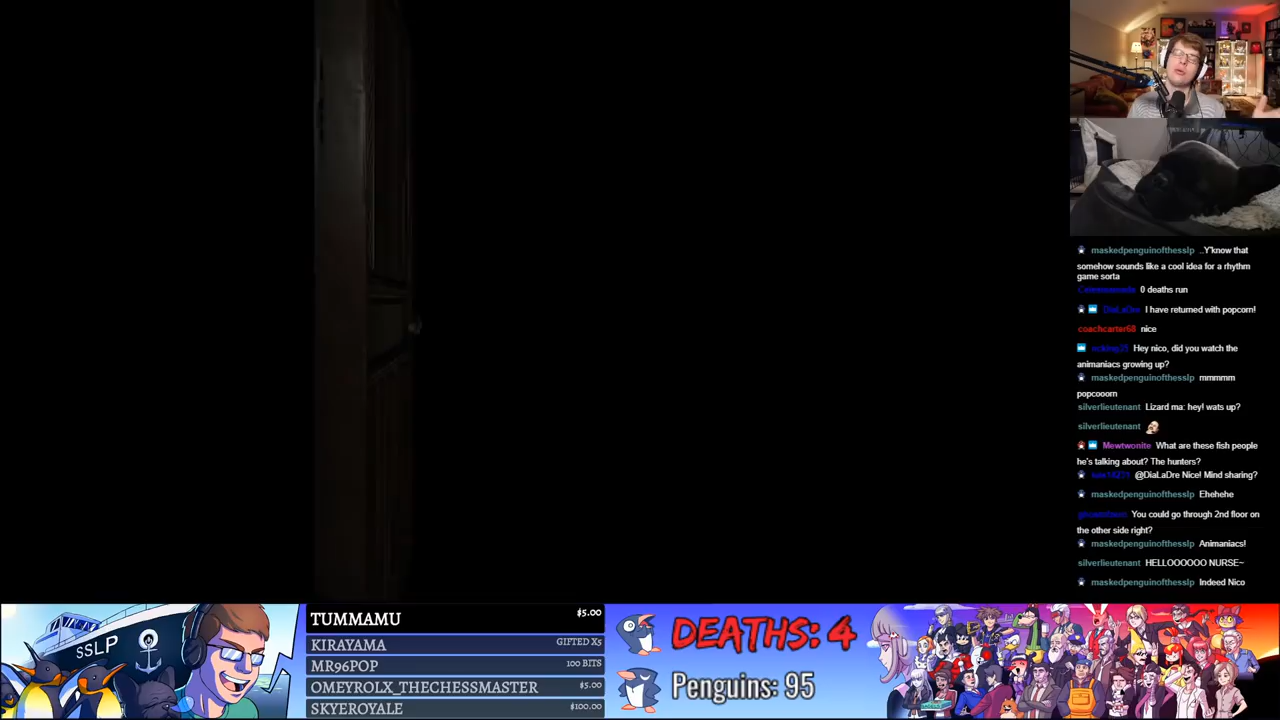 maskedpenguinofthesslp ...Y'know that
somehow sounds like a cool idea for a rhythm
game sorta
0 deaths run
DiaLaDre I have returned with popcorn!
coachcarter68 nice
Hey nico, did you watch the
animaniacs growing up?
maskedpenguinofthesslp mmmmm
popcooorn
silverlieutenant Lizard ma: hey! wats up?
silverlieutenant
Mewtwonite What are these fish people
he's talking about? The hunters?
@DiaLaDre Nice! Mind sharing?
maskedpenguinofthesslp Ehehehe
You could go through 2nd floor on
the other side right?
maskedpenguinofthesslp Animaniacs!
silverlieutenant HELLOOOOOO NURSE~
maskedpenguinofthesslp Indeed Nico
SSLP
TUMMAMU $5.00
KIRAYAMA GIFTED X5
MR96POP 100 BITS
OMEYROLX_THECHESSMASTER $5.00
SKYEROYALE $100.00
DEATHS: 4
Penguins: 95